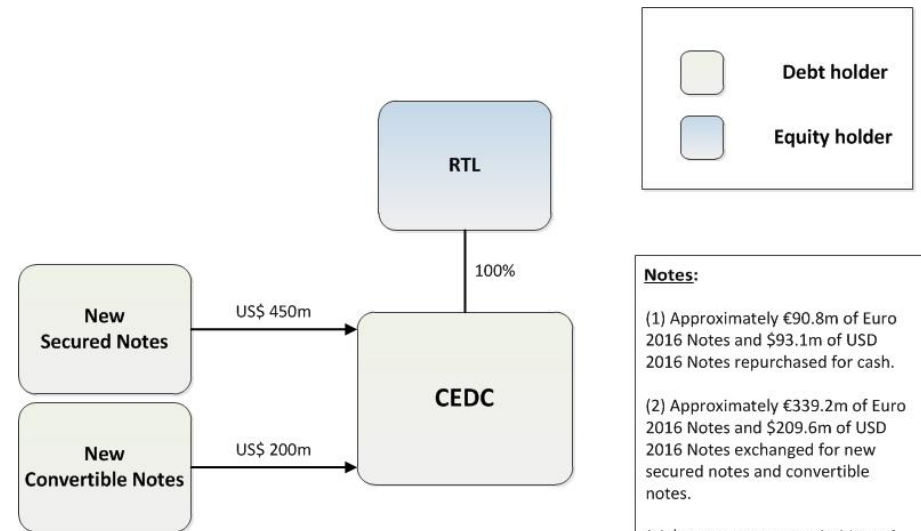 Debt holder
Equity holder
RTL
100%
New
Secured Notes
US$ 450m
CEDC
New
Convertible Notes
US$ 200m
Notes:
(1) Approximately €90.8m of Euro
2016 Notes and $93.1m of USD
2016 Notes repurchased for cash.
(2) Approximately €339.2m of Euro
2016 Notes and $209.6m of USD
2016 Notes exchanged for new
secured notes and convertible
notes.